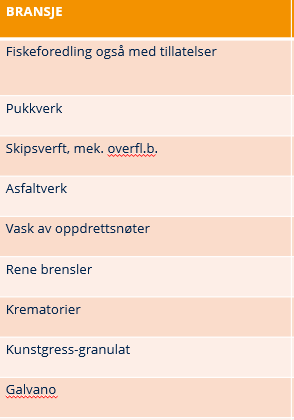 BRANSJE
Fiskeforedling også med tillatelser
Pukkverk
Skipsverft, mek. overfl.b.
Asfaltverk
Vask av oppdrettsnøter
Rene brensler
Krematorier
Kunstgress-granulat
Galvano